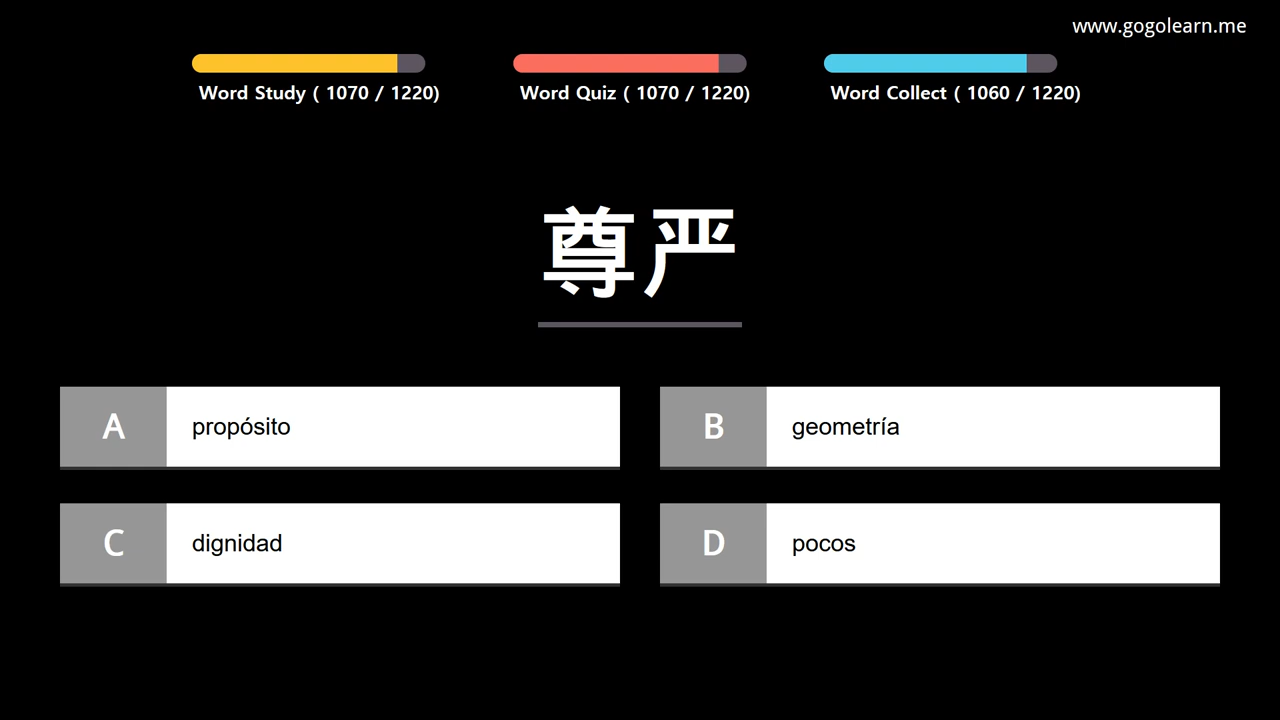 www.gogolearn.me
Word Study ( 1070 / 1220)
Word Quiz ( 1070 / 1220)
Word Collect ( 1060 / 1220)
尊严
A propósito
B geometría
C dignidad
D pocos